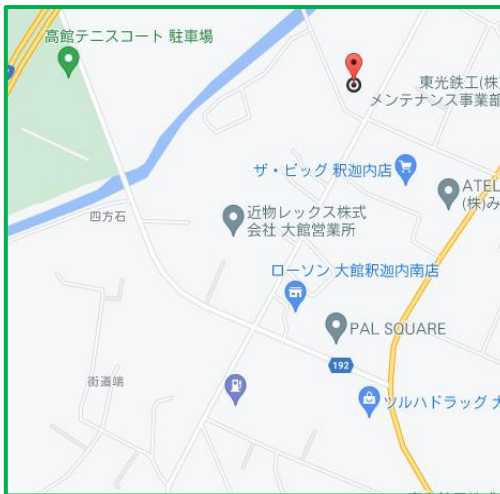 高館テニスコート 駐車場
東光鉄工(株)
メンテナンス事業部
ザ・ビッグ 釈迦内店
ATEL
(株)み
四方石
近物レックス株式
会社 大館営業所
ローソン 大館釈迦内南店
PAL SQUARE
192
街道端
ツルハドラッグ 大